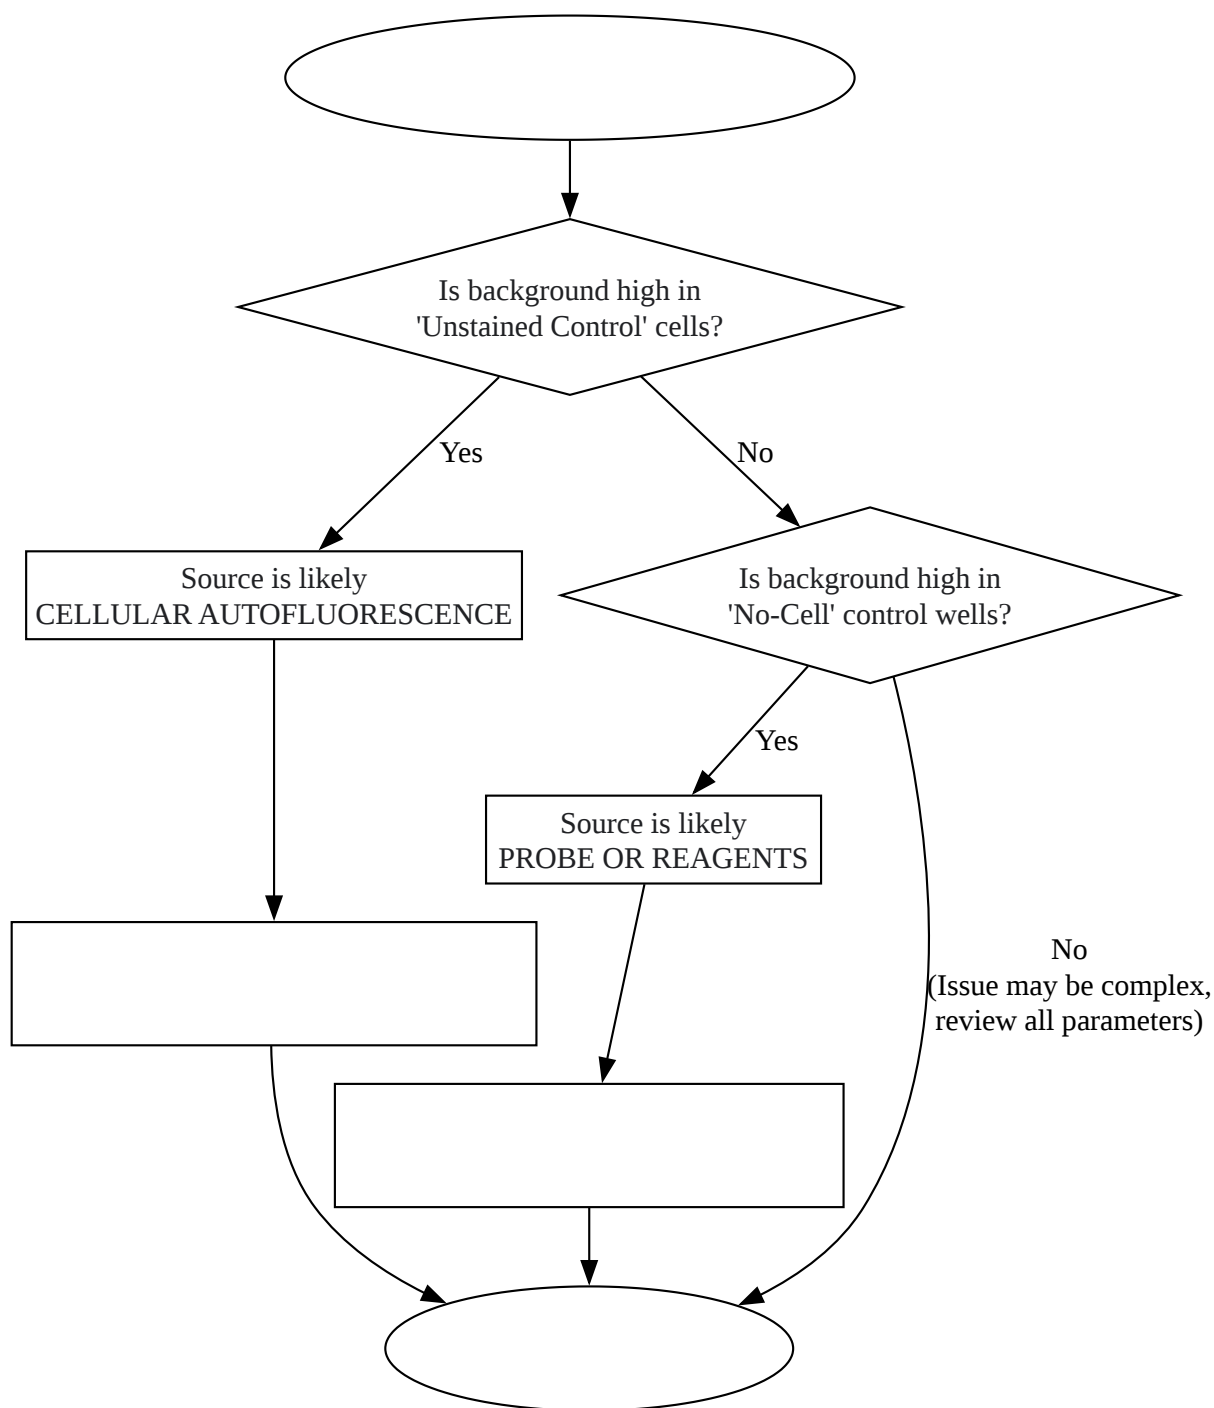 Is background high in
'Unstained Control' cells?
Yes
No
Source is likely
CELLULAR AUTOFLUORESCENCE
Is background high in
'No-Cell' control wells?
Yes
Source is likely
PROBE OR REAGENTS
No
(Issue may be complex,
review all parameters)